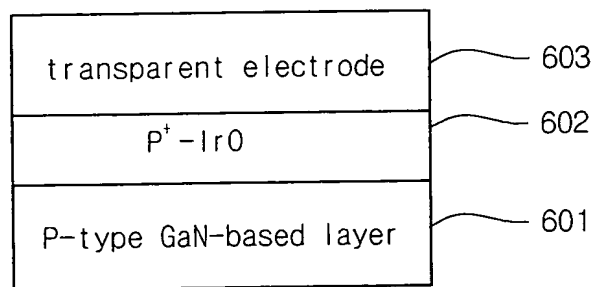 transparent electrode
603
602
P⁺-IrO
P-type GaN-based layer
601